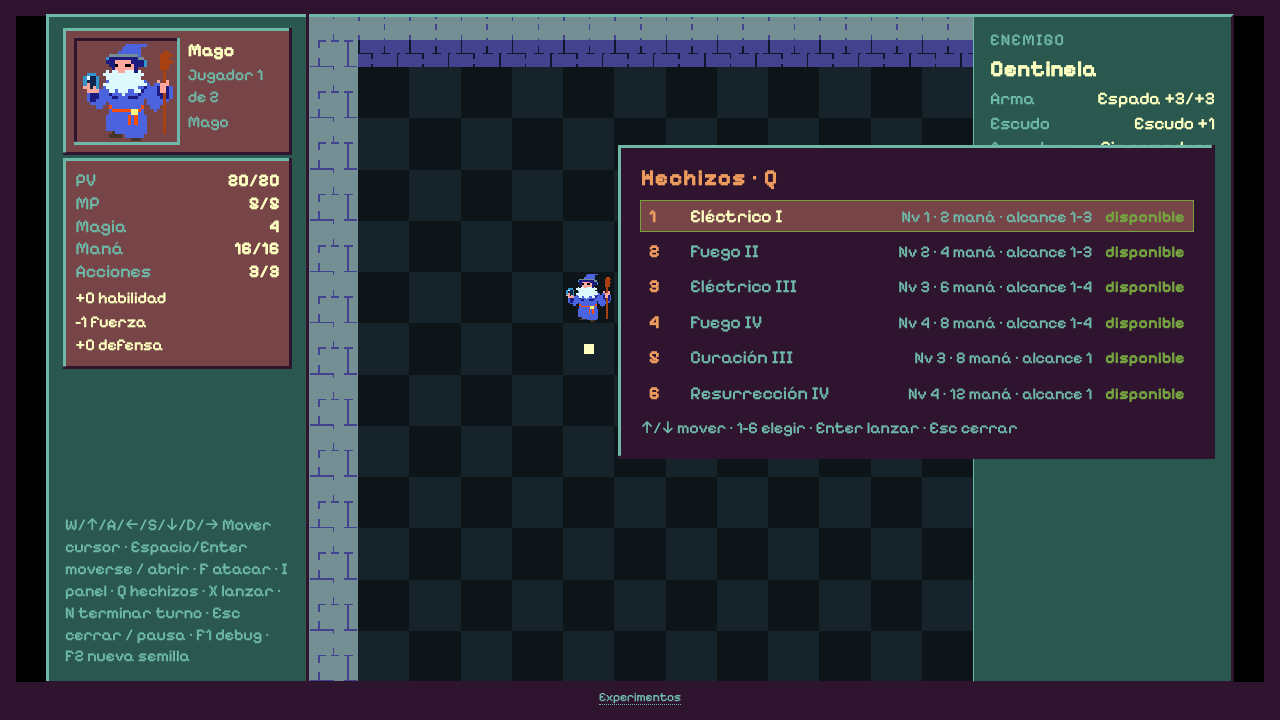 Mago
Jugador 1
de 2
Mago
PV 20/20
MP 5/5
Magia 4
Maná 16/16
Acciones 3/3
+0 habilidad
-1 fuerza
+0 defensa
W/↑/A/←/S/↓/D/→ Mover
cursor · Espacio/Enter
moverse / abrir · F atacar · I
panel · Q hechizos · X lanzar ·
N terminar turno · Esc
cerrar / pausa · F1 debug ·
F2 nueva semilla
ENEMIGO
Centinela
Arma Espada +3/+3
Escudo Escudo +1
Hechizos · Q
1 Eléctrico I Nv 1 · 2 maná · alcance 1-3 disponible
2 Fuego II Nv 2 · 4 maná · alcance 1-3 disponible
3 Eléctrico III Nv 3 · 6 maná · alcance 1-4 disponible
4 Fuego IV Nv 4 · 8 maná · alcance 1-4 disponible
5 Curación III Nv 3 · 8 maná · alcance 1 disponible
6 Resurrección IV Nv 4 · 12 maná · alcance 1 disponible
↑/↓ mover · 1-6 elegir · Enter lanzar · Esc cerrar
Experimentos